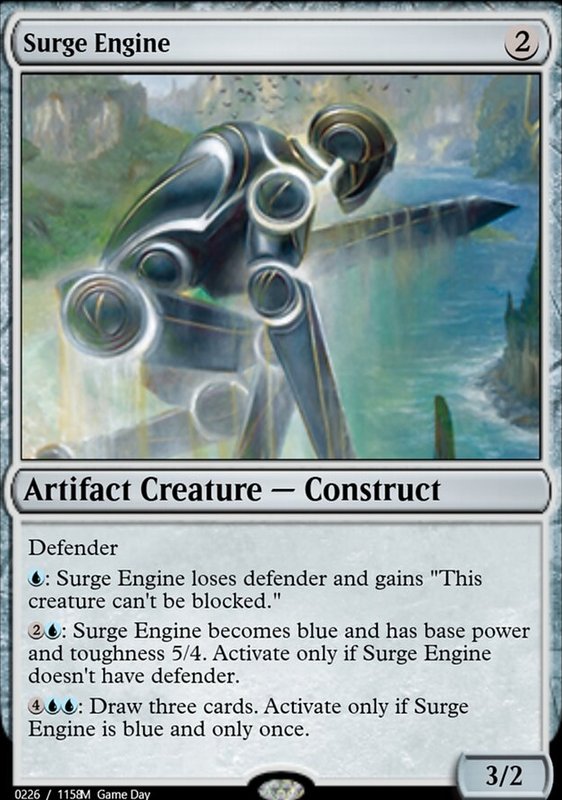 Surge Engine 2
Artifact Creature — Construct
Defender
: Surge Engine loses defender and gains "This
creature can't be blocked."
2: Surge Engine becomes blue and has base power
and toughness 5/4. Activate only if Surge Engine
doesn't have defender.
4: Draw three cards. Activate only if Surge
Engine is blue and only once.
3/2
0226 / 1158M Game Day